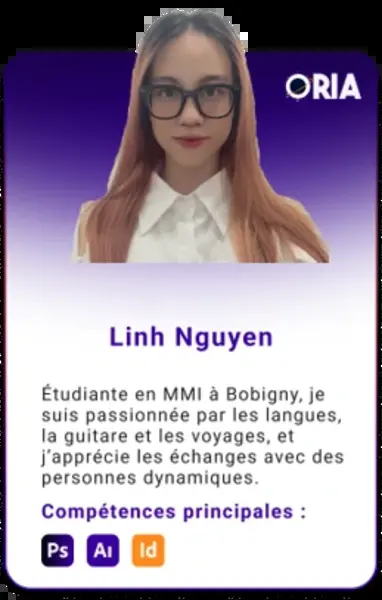 ORIA
Linh Nguyen
Étudiante en MMI à Bobigny, je
suis passionnée par les langues,
la guitare et les voyages, et
j’apprécie les échanges avec des
personnes dynamiques.
Compétences principales :
Ps Ai Id